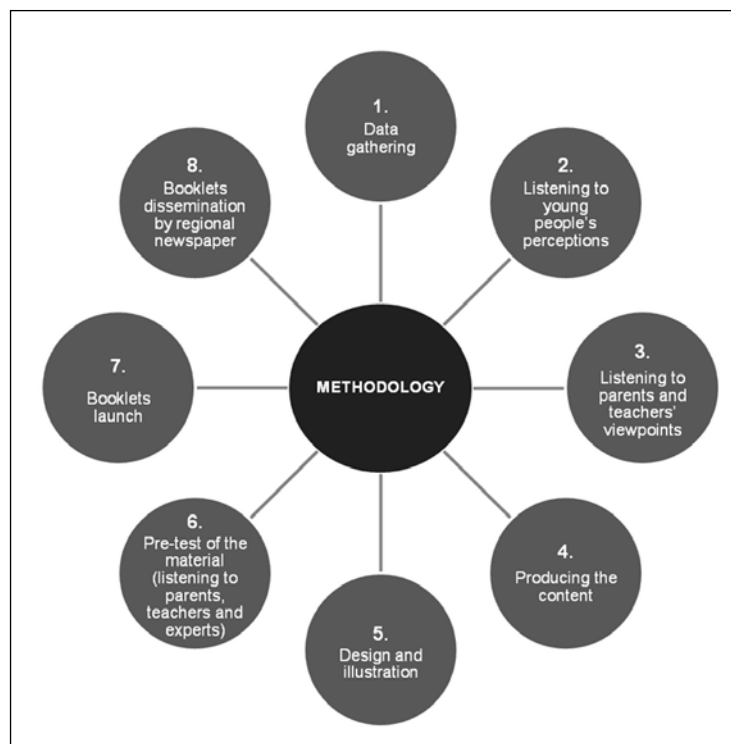 1.
Data
gathering
2.
Listening to
young
people's
perceptions
3.
Listening to
parents and
teachers'
viewpoints
4.
Producing the
content
5.
Design and
illustration
6.
Pre-test of the
material
(listening to
parents,
teachers and
experts)
7.
Booklets
launch
8.
Booklets
dissemination
by regional
newspaper
METHODOLOGY